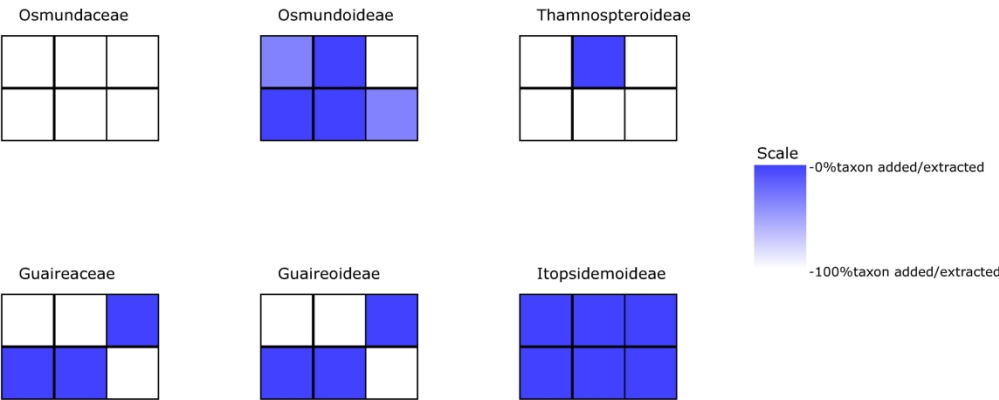 Osmundaceae
Osmundoideae
Thamnospteroideae
Scale
-0%taxon added/extracted
-100%taxon added/extracted
Guaireaceae
Guaireoideae
Itopsidemoideae